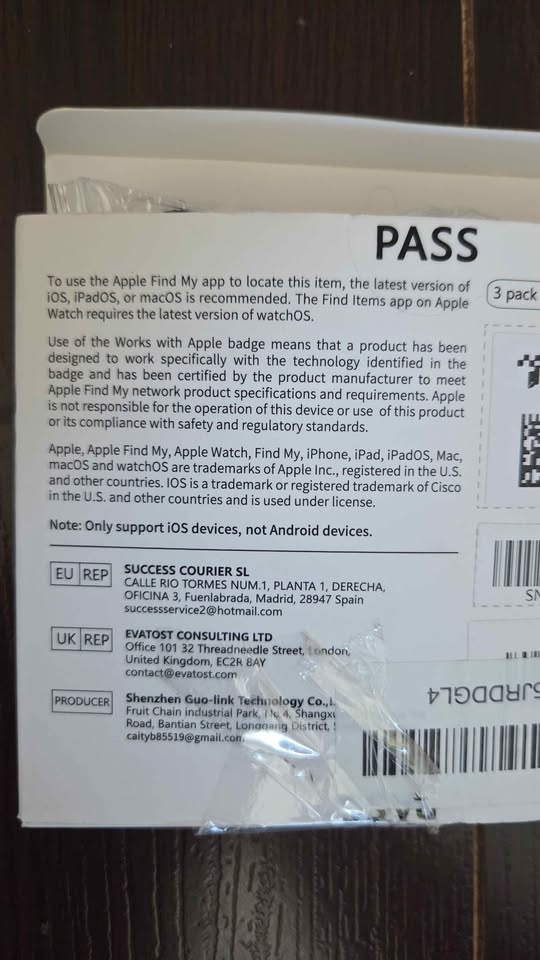 PASS
To use the Apple Find My app to locate this item, the latest version of
iOS, iPadOS, or macOS is recommended. The Find Items app on Apple
Watch requires the latest version of watchOS.
3 pack
Use of the Works with Apple badge means that a product has been
designed to work specifically with the technology identified in the
badge and has been certified by the product manufacturer to meet
Apple Find My network product specifications and requirements. Apple
is not responsible for the operation of this device or use of this product
or its compliance with safety and regulatory standards.
Apple, Apple Find My, Apple Watch, Find My, iPhone, iPad, iPadOS, Mac,
macOS and watchOS are trademarks of Apple Inc., registered in the U.S.
and other countries. IOS is a trademark or registered trademark of Cisco
in the U.S. and other countries and is used under license.
Note: Only support iOS devices, not Android devices.
EU REP
SUCCESS COURIER SL
CALLE RIO TORMES NUM.1, PLANTA 1, DERECHA,
OFICINA 3, Fuenlabrada, Madrid, 28947 Spain
successservice2@hotmail.com
SN
UK REP
EVATOST CONSULTING LTD
Office 101 32 Threadneedle Street, London,
United Kingdom, EC2R 8AY
contact@evatost.com
PRODUCER
Shenzhen Guo-link Technology Co.,
Fruit Chain industrial Park, No 4, Shangxu
Road, Bantian Street, Longgang District,
caityb85519@gmail.com
5JRDDGL4